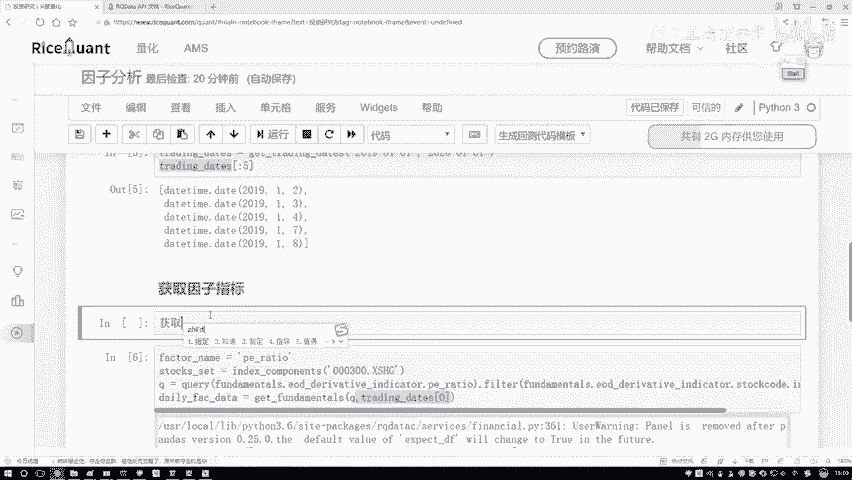 投资研究 | 米筐量化
RQData API 文档 - RiceQuant
https://www.ricequant.com/quant/#main-notebook-iframe?text=投资研究&tag=notebook-iframe&event=undefined
RiceQuant 量化 AMS 预约路演 帮助文档 社区
因子分析 最后检查: 20 分钟前 (自动保存)
文件 编辑 查看 插入 单元格 服务 Widgets 帮助 代码已保存 可信的 Python 3
运行 代码 生成回测代码模板 共有 2G 内存供您使用
trading_dates[:5]
Out[5]: [datetime.date(2019, 1, 2),
datetime.date(2019, 1, 3),
datetime.date(2019, 1, 4),
datetime.date(2019, 1, 7),
datetime.date(2019, 1, 8)]
获取因子指标
In [ ]: 获取
zhi'd
1.指定 2.知道 3.制定 4.指导 5.值得
In [6]: factor_name = 'pe_ratio'
stocks_set = index_components('000300.XSHG')
q = query(fundamentals.eod_derivative_indicator.pe_ratio).filter(fundamentals.eod_derivative_indicator.stockcode.in
daily_fac_data = get_fundamentals(q,trading_dates[0])
/usr/local/lib/python3.6/site-packages/rqdatac/services/financial.py:361: UserWarning: Panel is removed after p
andas version 0.25.0.the default value of 'expect_df' will change to True in the future.
180%